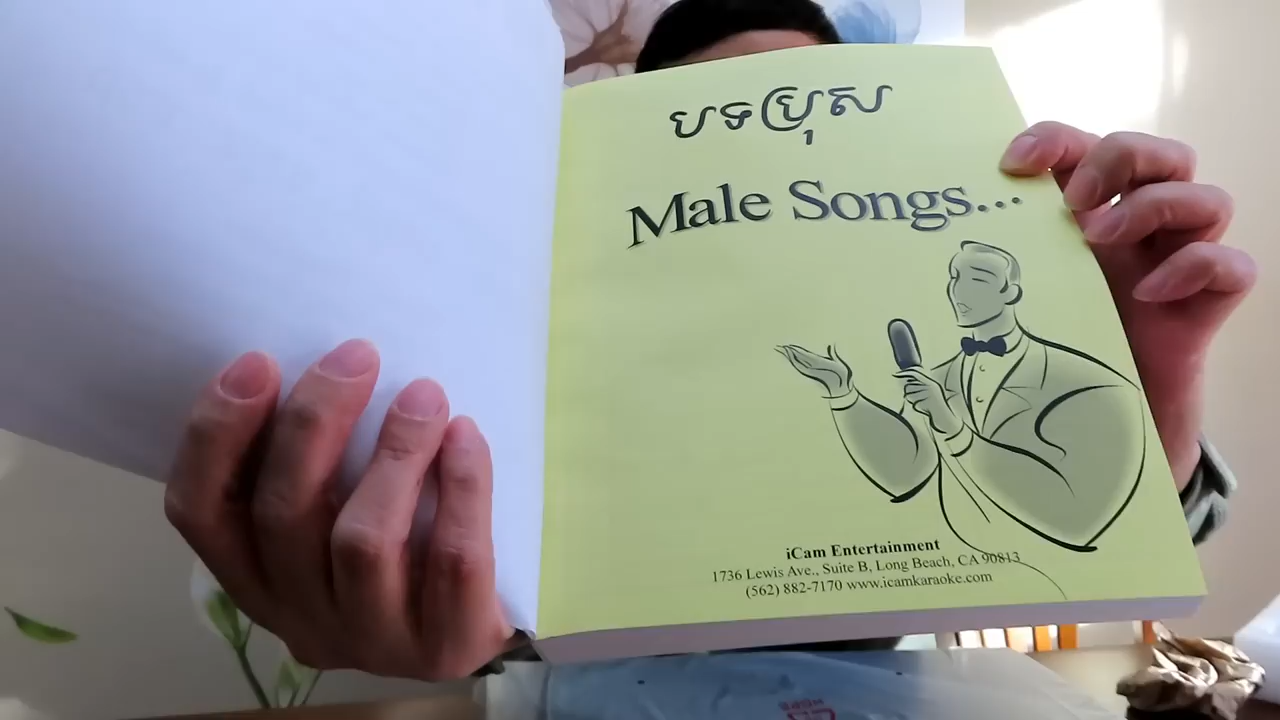 បទប្រុស
Male Songs...
iCam Entertainment
1736 Lewis Ave., Suite B, Long Beach, CA 90813
(562) 882-7170 www.icamkaraoke.com